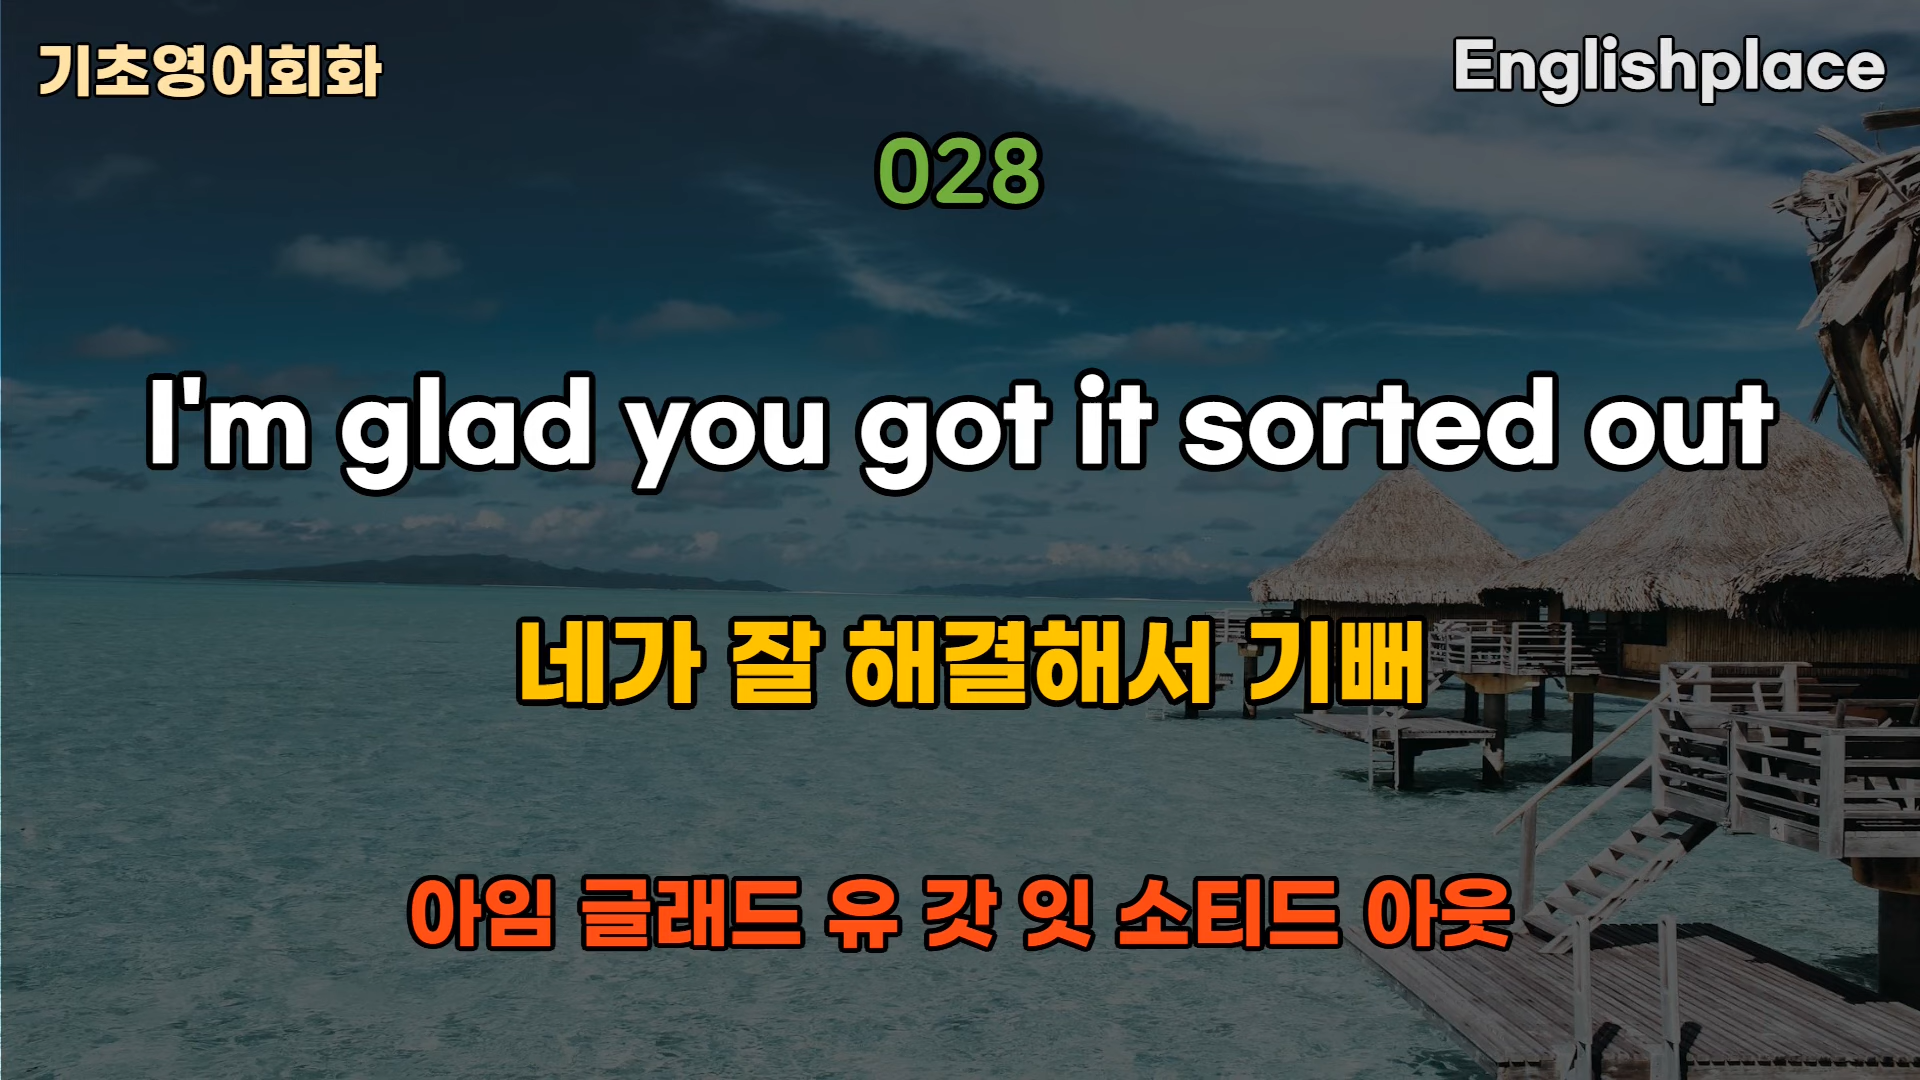 기초영어회화
Englishplace
028
I'm glad you got it sorted out
네가 잘 해결해서 기뻐
아임 글래드 유 갓 잇 소티드 아웃